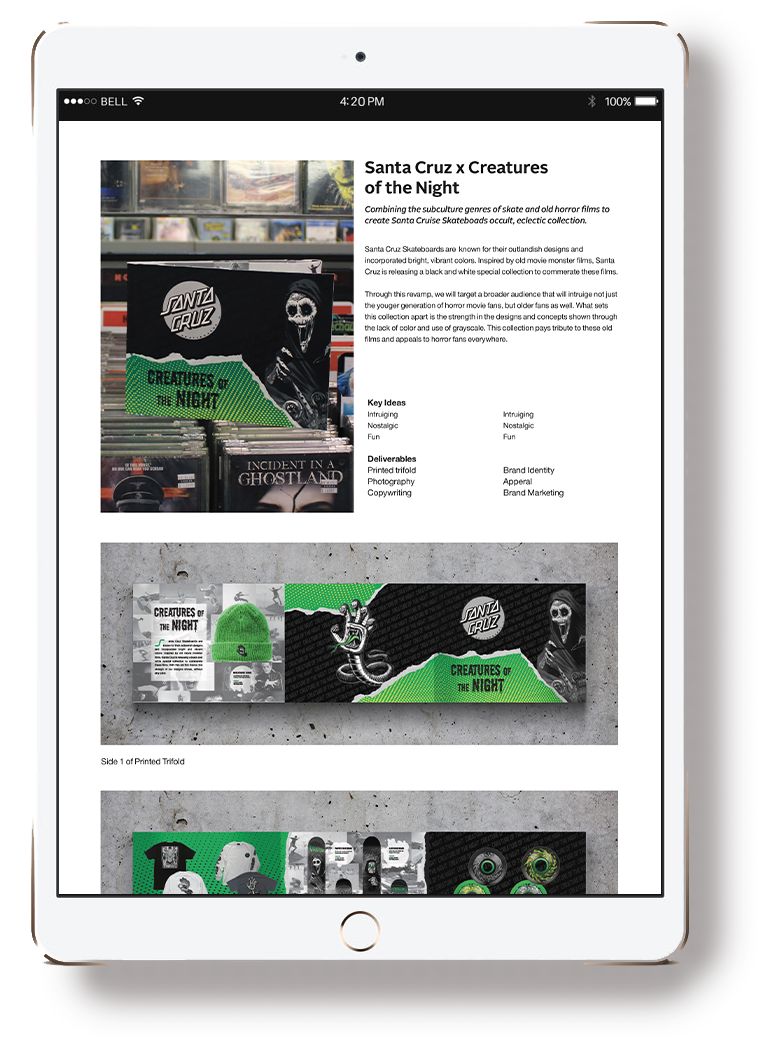 BELL
4:20 PM
100%
Santa Cruz x Creatures
of the Night
Combining the subculture genres of skate and old horror films to
create Santa Cruise Skateboads occult, eclectic collection.
Santa Cruz Skateboards are known for their outlandish designs and
incorporated bright, vibrant colors. Inspired by old movie monster films, Santa
Cruz is releasing a black and white special collection to commerate these films.
Through this revamp, we will target a broader audience that will intruige not just
the youger generation of horror movie fans, but older fans as well. What sets
this collection apart is the strength in the designs and concepts shown through
the lack of color and use of grayscale. This collection pays tribute to these old
films and appeals to horror fans everywhere.
SANTA
CRUZ
CREATURES OF
THE NIGHT
INCIDENT IN A
GHOSTLAND
Key Ideas
Intruiging
Nostalgic
Fun
Intruiging
Nostalgic
Fun
Deliverables
Printed trifold
Photography
Copywriting
Brand Identity
Apperal
Brand Marketing
CREATURES OF
THE NIGHT
SANTA
CRUZ
CREATURES OF
THE NIGHT
Side 1 of Printed Trifold